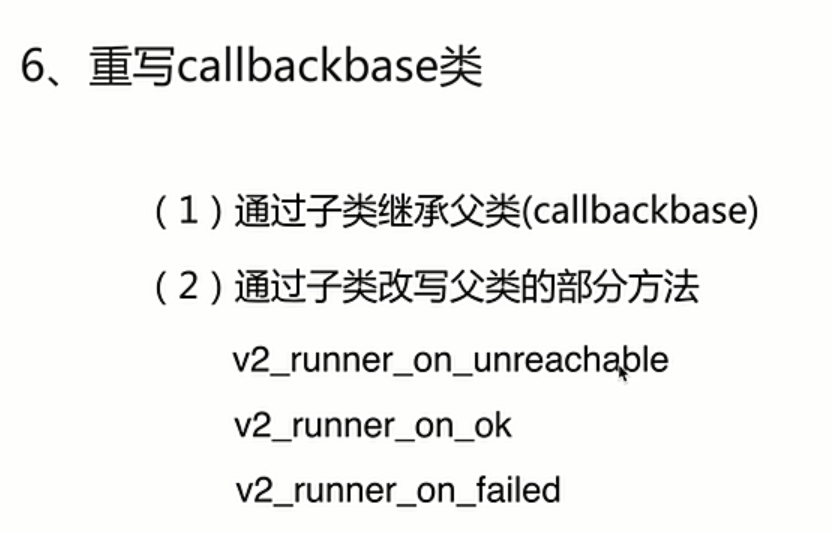 6、重写callbackbase类
（1）通过子类继承父类(callbackbase)
（2）通过子类改写父类的部分方法
v2_runner_on_unreachable
v2_runner_on_ok
v2_runner_on_failed